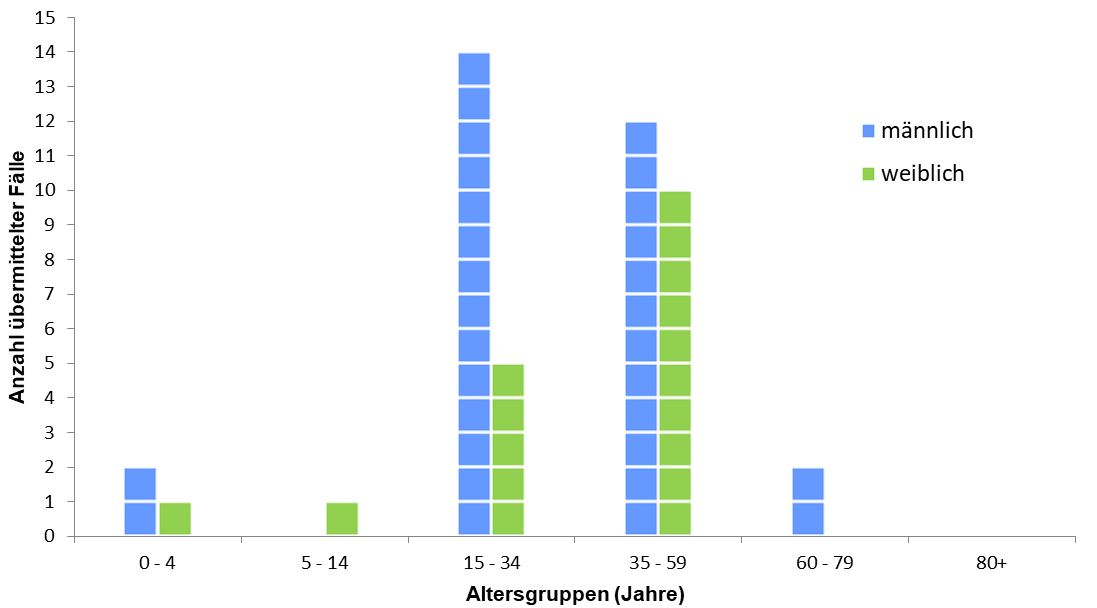 15
14
13
12
11
10
9
8
7
6
5
4
3
2
1
0
Anzahl übermittelter Fälle
männlich
weiblich
0 - 4
5 - 14
15 - 34
35 - 59
60 - 79
80+
Altersgruppen (Jahre)